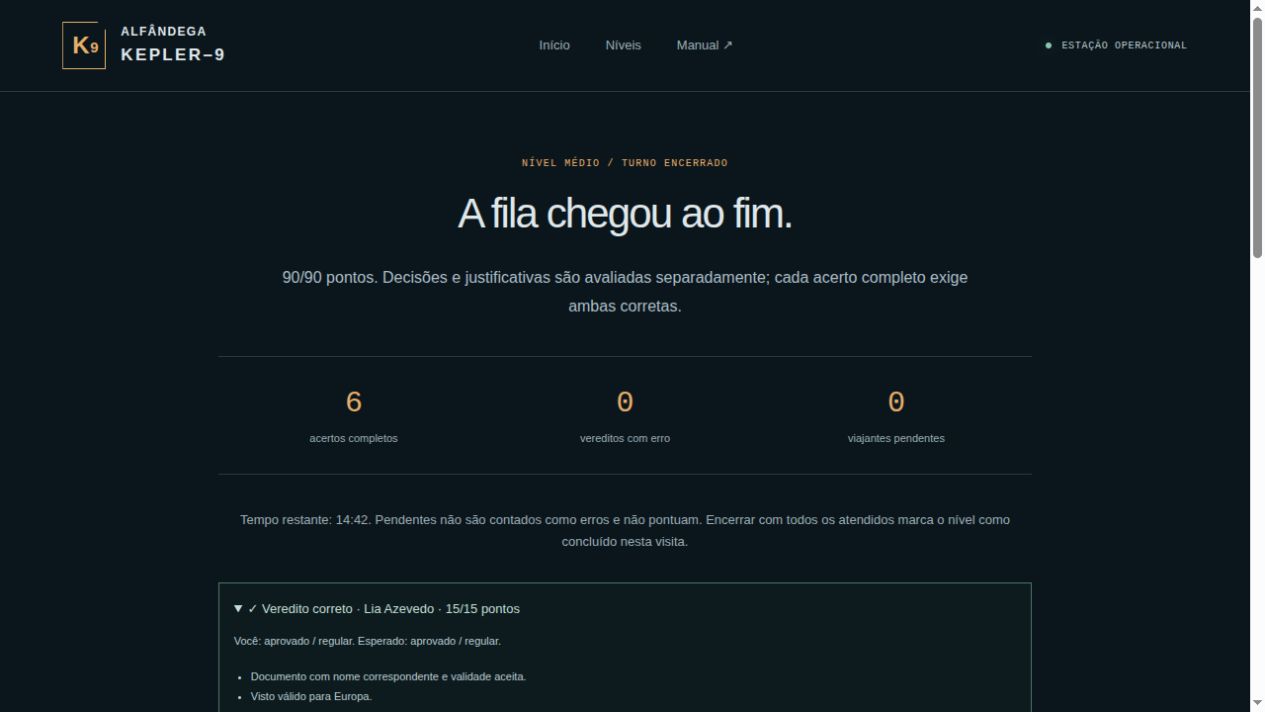 K9
ALFÂNDEGA
KEPLER–9
Início
Níveis
Manual ↗
ESTAÇÃO OPERACIONAL
NÍVEL MÉDIO / TURNO ENCERRADO
A fila chegou ao fim.
90/90 pontos. Decisões e justificativas são avaliadas separadamente; cada acerto completo exige
ambas corretas.
6
acertos completos
0
vereditos com erro
0
viajantes pendentes
Tempo restante: 14:42. Pendentes não são contados como erros e não pontuam. Encerrar com todos os atendidos marca o nível como
concluído nesta visita.
▼ ✓ Veredito correto · Lia Azevedo · 15/15 pontos
Você: aprovado / regular. Esperado: aprovado / regular.
• Documento com nome correspondente e validade aceita.
• Visto válido para Europa.